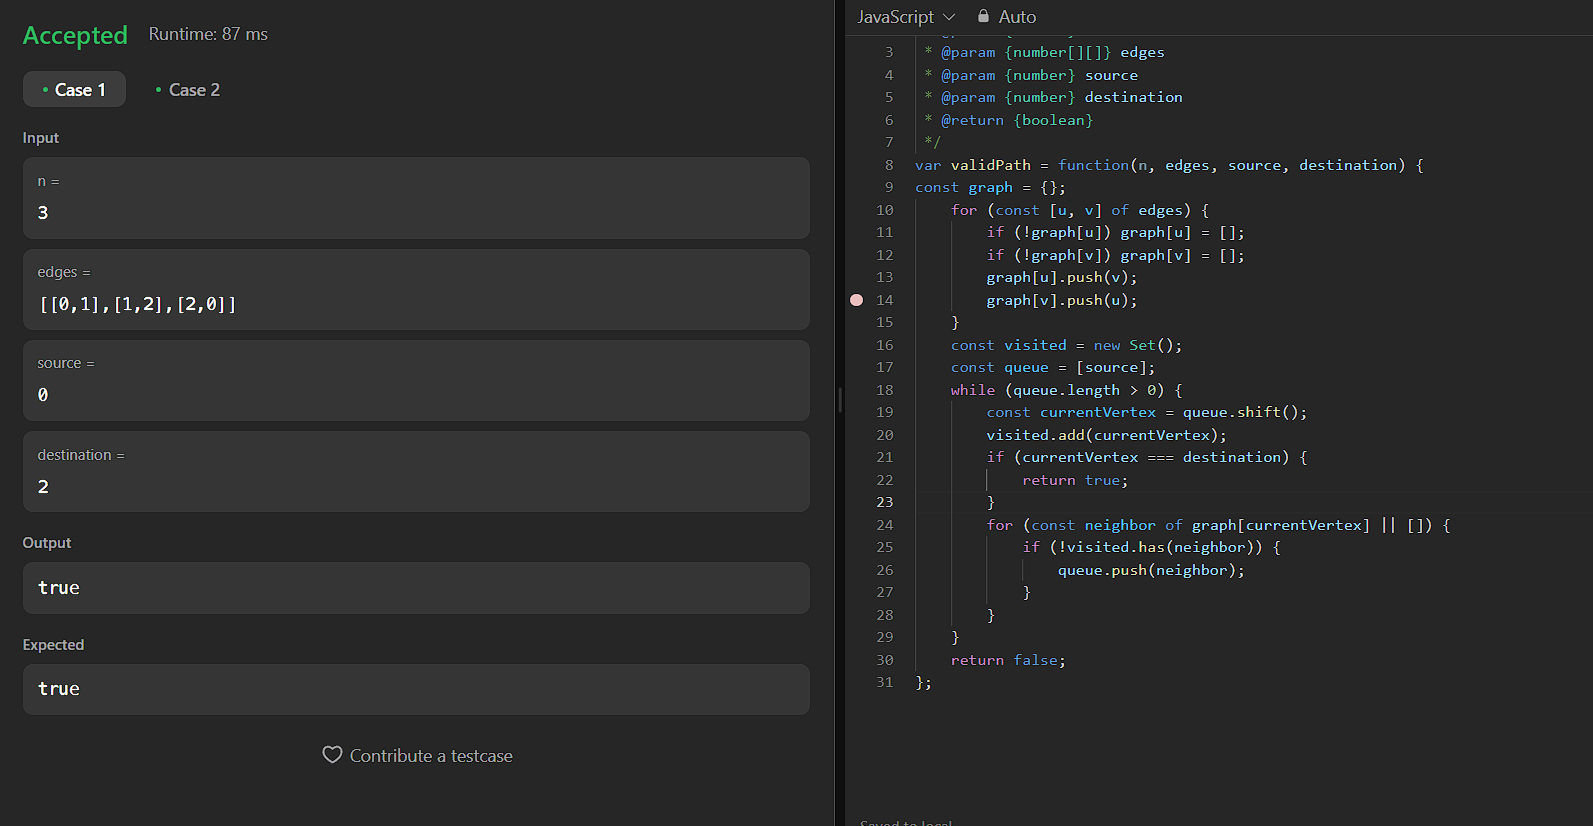 Accepted Runtime: 87 ms
Case 1 Case 2
Input
n =
3
edges =
[[0,1],[1,2],[2,0]]
source =
0
destination =
2
Output
true
Expected
true
Contribute a testcase
JavaScript Auto
3 * @param {number[][]} edges
4 * @param {number} source
5 * @param {number} destination
6 * @return {boolean}
7 */
8 var validPath = function(n, edges, source, destination) {
9 const graph = {};
10 for (const [u, v] of edges) {
11 if (!graph[u]) graph[u] = [];
12 if (!graph[v]) graph[v] = [];
13 graph[u].push(v);
14 graph[v].push(u);
15 }
16 const visited = new Set();
17 const queue = [source];
18 while (queue.length > 0) {
19 const currentVertex = queue.shift();
20 visited.add(currentVertex);
21 if (currentVertex === destination) {
22 return true;
23 }
24 for (const neighbor of graph[currentVertex] || []) {
25 if (!visited.has(neighbor)) {
26 queue.push(neighbor);
27 }
28 }
29 }
30 return false;
31 };
Saved to local